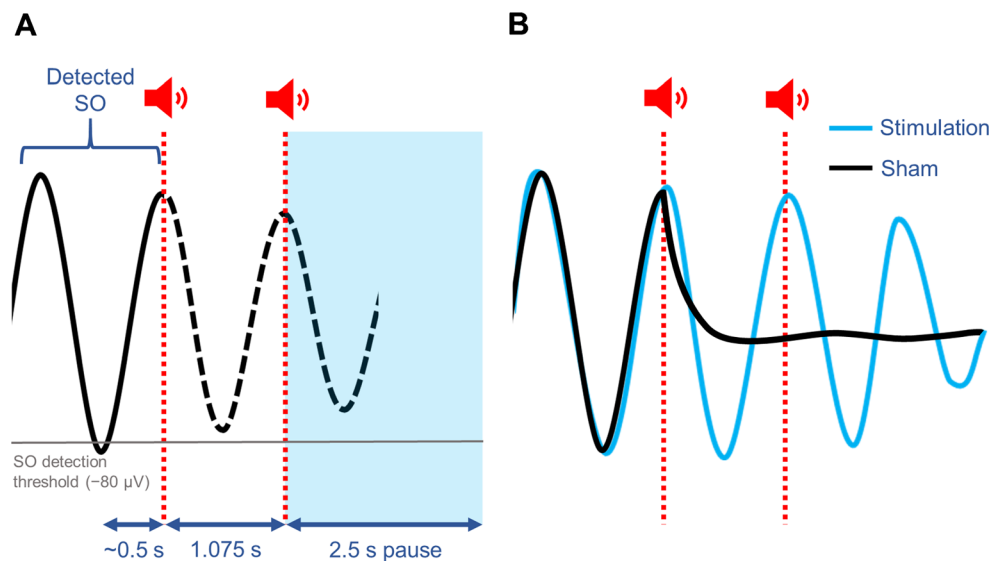 A
Detected
SO
SO detection
threshold (−80 µV)
~0.5 s
1.075 s
2.5 s pause
B
Stimulation
Sham